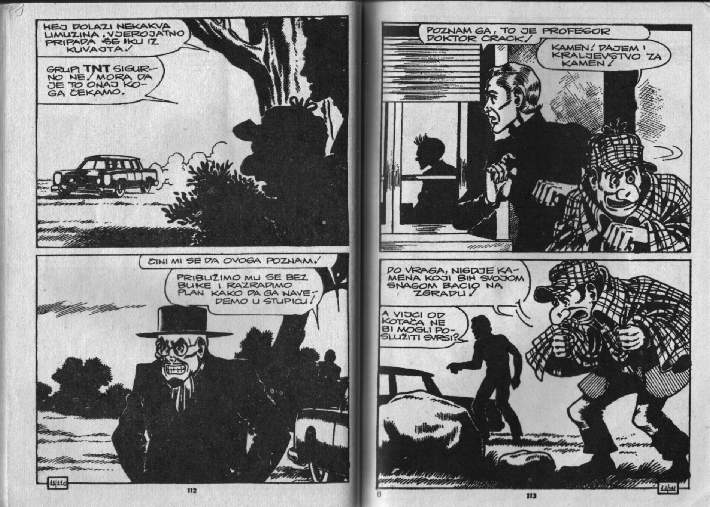 HEJ DOLAZI NEKAKVA
LIMUZINA. VJEROJATNO
PRIPADA ŠEIKU IZ
KUVAJTA!
GRUPI TNT SIGUR-
NO NE! MORA DA
JE TO ONAJ KO-
GA ČEKAMO.
ČINI MI SE DA OVOGA POZNAM!
PRIBLIŽIMO MU SE BEZ
BUKE I RAZRADIMO
PLAN KAKO DA GA NAVE-
DEMO U STUPICU!
112
POZNAM GA, TO JE PROFESOR
DOKTOR CRACK!
KAMEN! DAJEM I
KRALJEVSTVO ZA
KAMEN!
DO VRAGA, NIGDJE KA-
MENA KOJI BIH SVOJOM
SNAGOM BACIO NA
ZGRADU!
A VIJCI OD
KOTAČA NE
BI MOGLI PO-
SLUŽITI SVRSI?
8
113